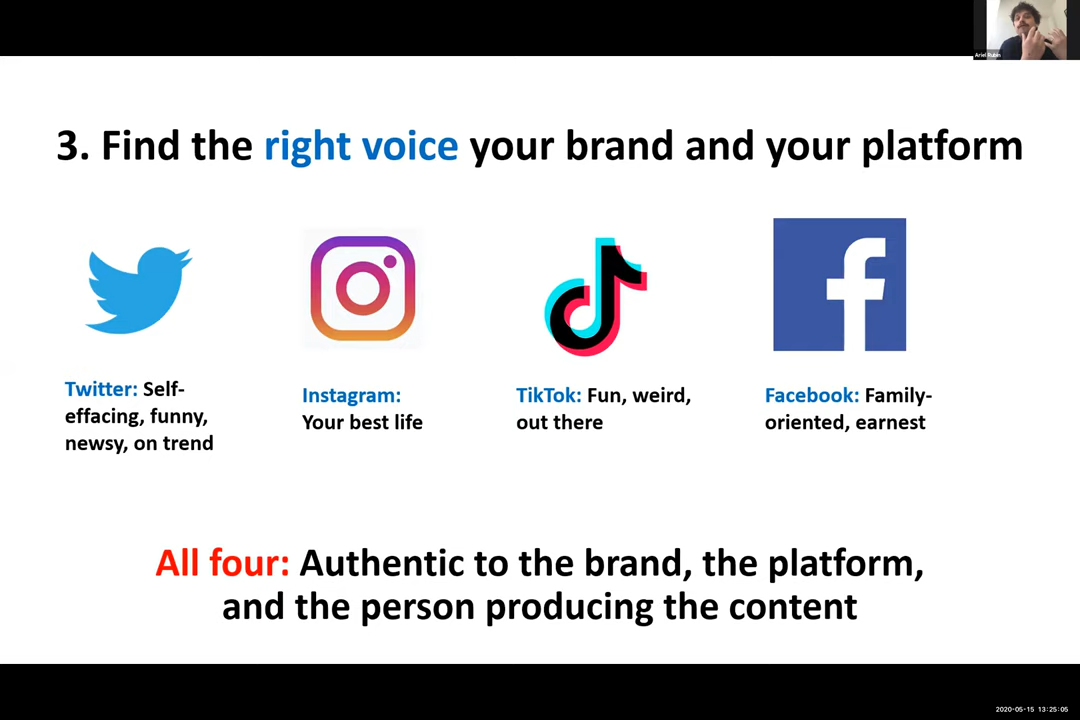 Ariel Rubin
3. Find the right voice your brand and your platform
Twitter: Self-
effacing, funny,
newsy, on trend
Instagram:
Your best life
TikTok: Fun, weird,
out there
Facebook: Family-
oriented, earnest
All four: Authentic to the brand, the platform,
and the person producing the content
2020-05-15 13:25:05